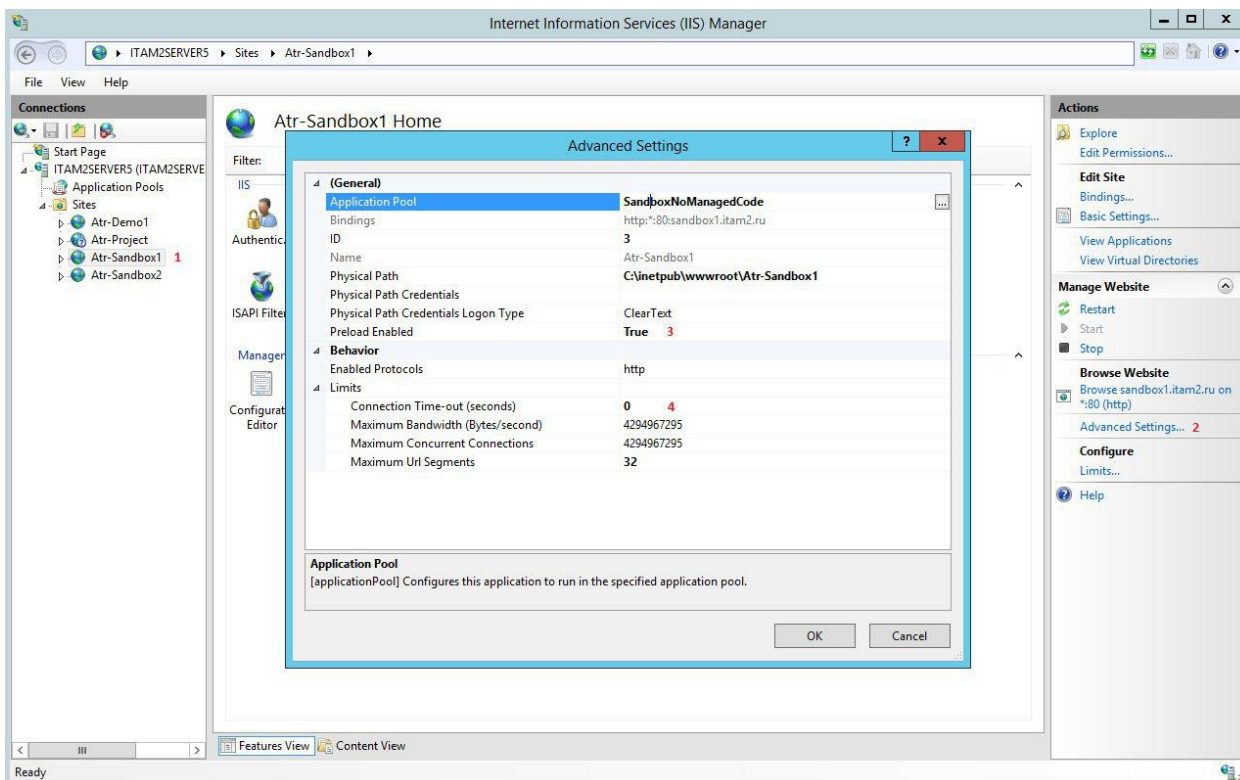 Internet Information Services (IIS) Manager
ITAM2SERVER5 Sites Atr-Sandbox1
File View Help
Connections
Start Page
ITAM2SERVER5 (ITAM2SERVE
Application Pools
Sites
Atr-Demo1
Atr-Project
Atr-Sandbox1 1
Atr-Sandbox2
Atr-Sandbox1 Home
Filter:
IIS
Authentic
ISAPI Filte
Manager
Configurat
Editor
Advanced Settings
? x
(General)
Application Pool SandboxNoManagedCode ...
Bindings http:*:80:sandbox1.itam2.ru
ID 3
Name Atr-Sandbox1
Physical Path C:\inetpub\wwwroot\Atr-Sandbox1
Physical Path Credentials
Physical Path Credentials Logon Type ClearText
Preload Enabled True 3
Behavior
Enabled Protocols http
Limits
Connection Time-out (seconds) 0 4
Maximum Bandwidth (Bytes/second) 4294967295
Maximum Concurrent Connections 4294967295
Maximum Url Segments 32
Application Pool
[applicationPool] Configures this application to run in the specified application pool.
OK Cancel
Actions
Explore
Edit Permissions...
Edit Site
Bindings...
Basic Settings...
View Applications
View Virtual Directories
Manage Website
Restart
Start
Stop
Browse Website
Browse sandbox1.itam2.ru on
*:80 (http)
Advanced Settings... 2
Configure
Limits...
Help
Features View Content View
Ready